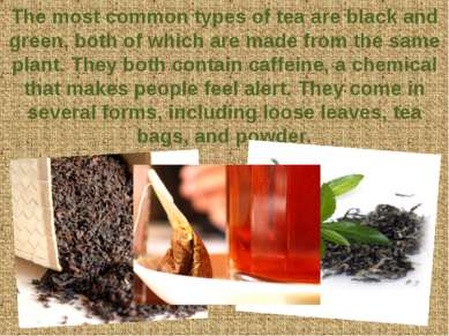 The most common types of tea are black and
green, both of which are made from the same
plant. They both contain caffeine, a chemical
that makes people feel alert. They come in
several forms, including loose leaves, tea
bags, and powder.